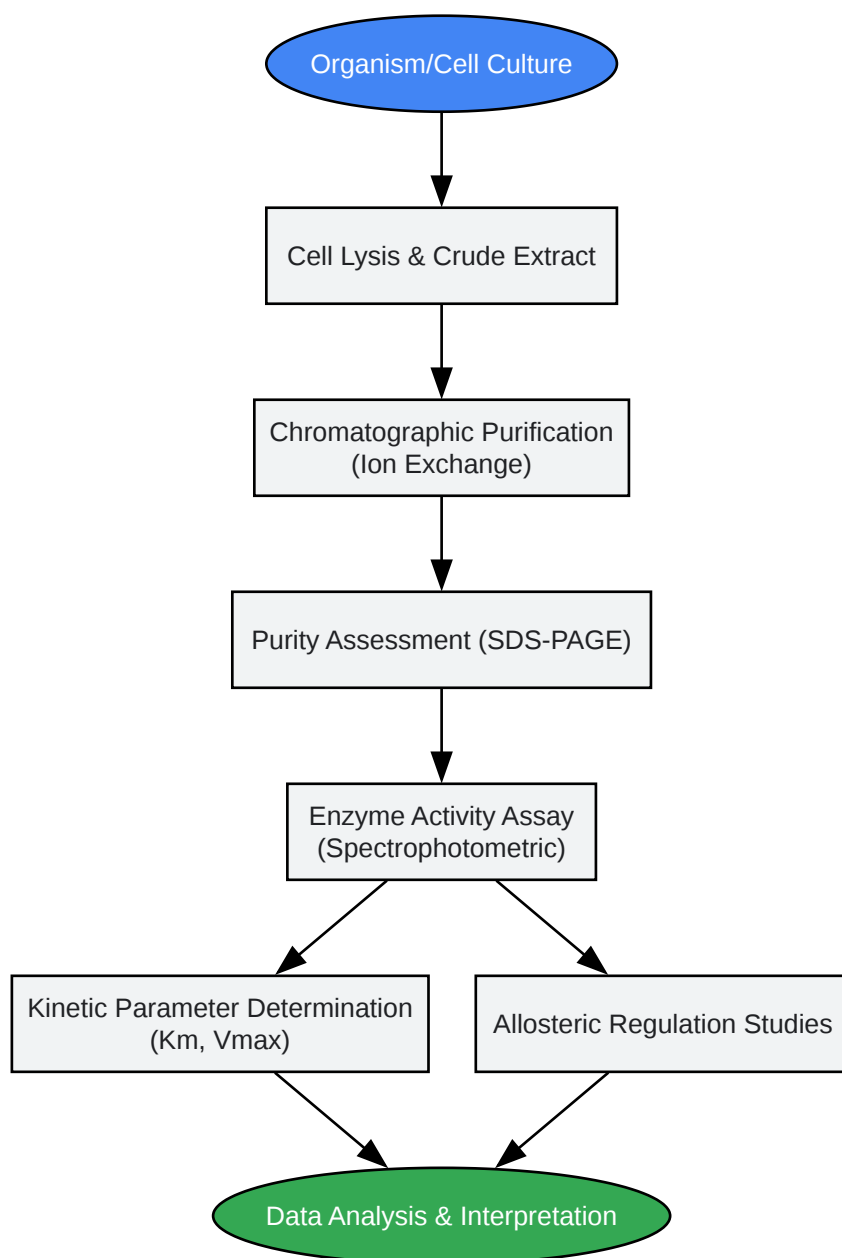 Organism/Cell Culture
Cell Lysis & Crude Extract
Chromatographic Purification
(Ion Exchange)
Purity Assessment (SDS-PAGE)
Enzyme Activity Assay
(Spectrophotometric)
Kinetic Parameter Determination
(Km, Vmax)
Allosteric Regulation Studies
Data Analysis & Interpretation